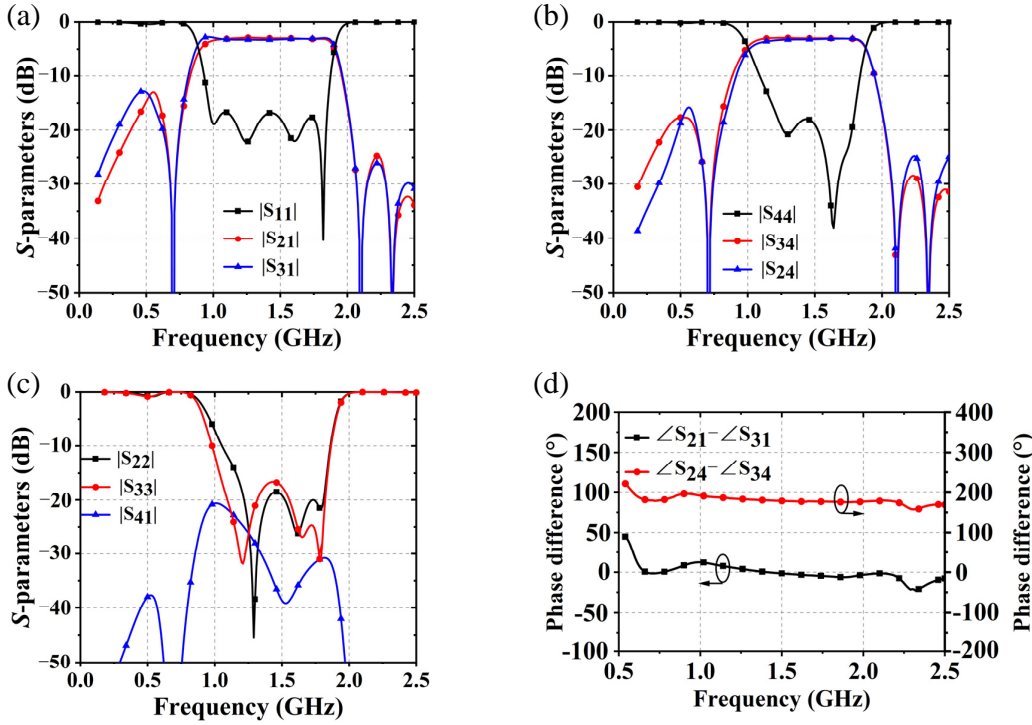 (a)
S-parameters (dB)
0
−10
−20
−30
−40
−50
|S11|
|S21|
|S31|
0.0 0.5 1.0 1.5 2.0 2.5
Frequency (GHz)
(b)
S-parameters (dB)
0
−10
−20
−30
−40
−50
|S44|
|S34|
|S24|
0.0 0.5 1.0 1.5 2.0 2.5
Frequency (GHz)
(c)
S-parameters (dB)
0
−10
−20
−30
−40
−50
|S22|
|S33|
|S41|
0.0 0.5 1.0 1.5 2.0 2.5
Frequency (GHz)
(d)
Phase difference (°)
200
150
100
50
0
-50
-100
∠S21−∠S31
∠S24−∠S34
400
300
200
100
0
-100
-200
Phase difference (°)
0.5 1.0 1.5 2.0 2.5
Frequency (GHz)